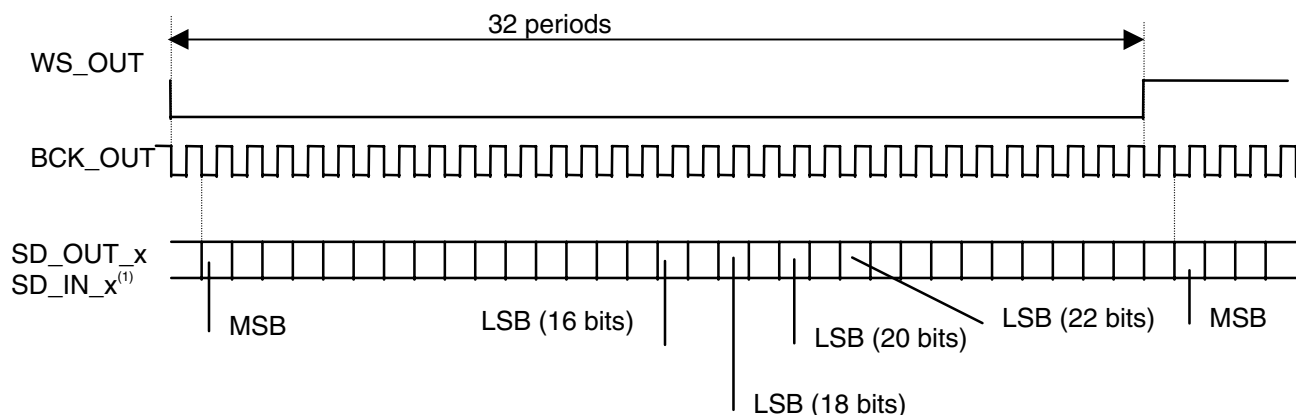 32 periods
WS_OUT
BCK_OUT
SD_OUT_x
SD_IN_x(1)
MSB
LSB (16 bits)
LSB (20 bits)
LSB (22 bits)
MSB
LSB (18 bits)